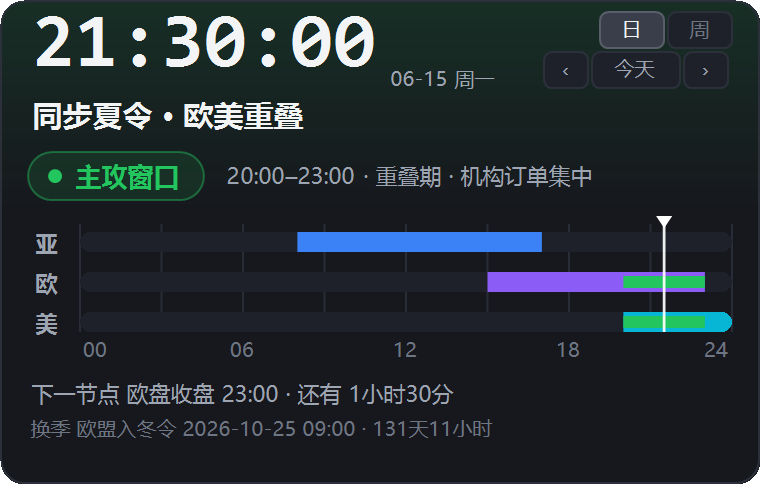 21:30:00
06-15 周一
日 周
‹ 今天 ›
同步夏令 · 欧美重叠
主攻窗口
20:00–23:00 · 重叠期 · 机构订单集中
亚
欧
美
00 06 12 18 24
下一节点 欧盘收盘 23:00 · 还有 1小时30分
换季 欧盟入冬令 2026-10-25 09:00 · 131天11小时